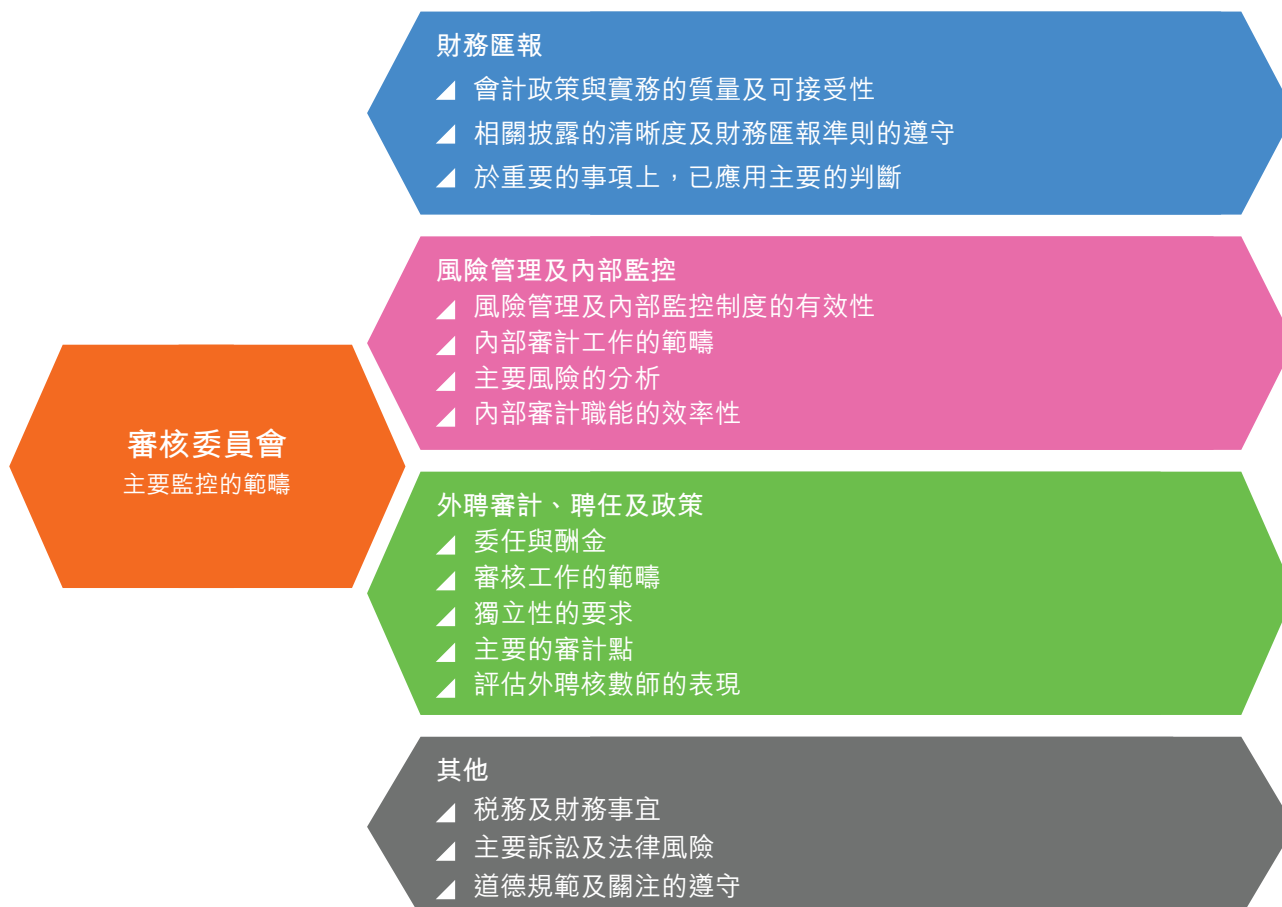 財務匯報
會計政策與實務的質量及可接受性
相關披露的清晰度及財務匯報準則的遵守
於重要的事項上，已應用主要的判斷
風險管理及內部監控
風險管理及內部監控制度的有效性
內部審計工作的範疇
主要風險的分析
內部審計職能的效率性
審核委員會
主要監控的範疇
外聘審計、聘任及政策
委任與酬金
審核工作的範疇
獨立性的要求
主要的審計點
評估外聘核數師的表現
其他
税務及財務事宜
主要訴訟及法律風險
道德規範及關注的遵守